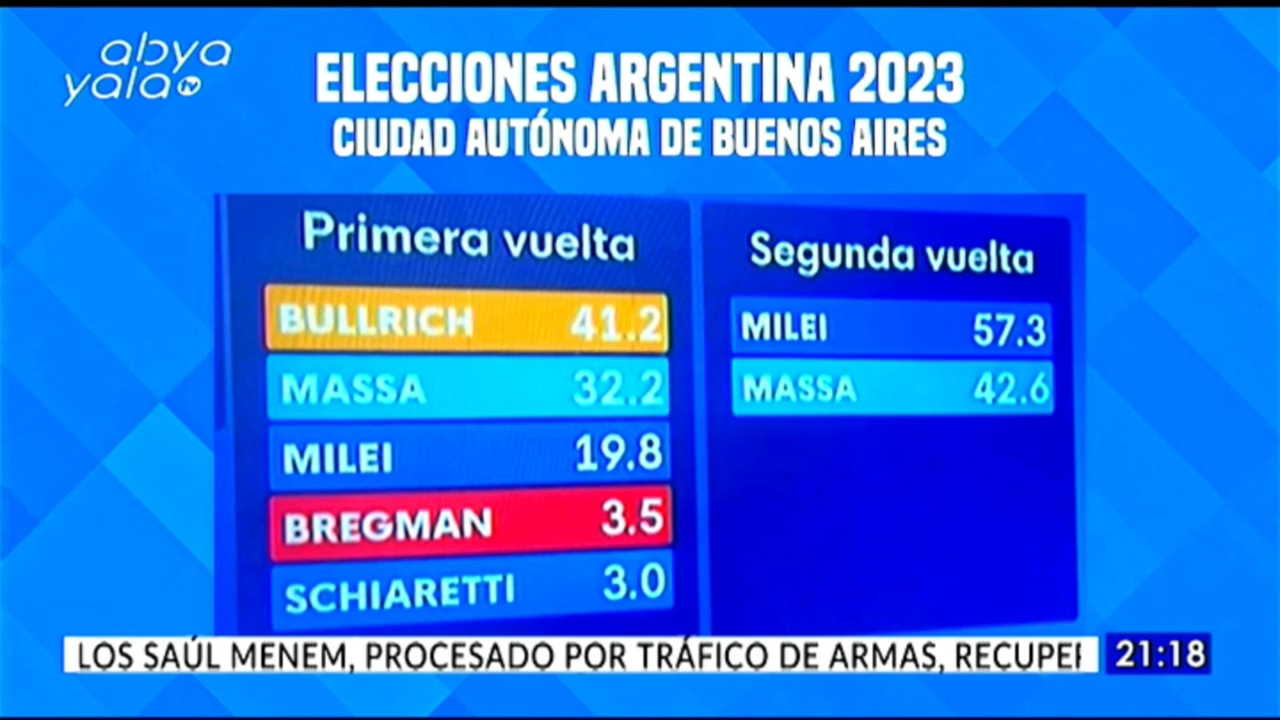 abya
yala tv
ELECCIONES ARGENTINA 2023
CIUDAD AUTÓNOMA DE BUENOS AIRES
Primera vuelta
BULLRICH 41.2
MASSA 32.2
MILEI 19.8
BREGMAN 3.5
SCHIARETTI 3.0
Segunda vuelta
MILEI 57.3
MASSA 42.6
LOS SAÚL MENEM, PROCESADO POR TRÁFICO DE ARMAS, RECUPE
21:18